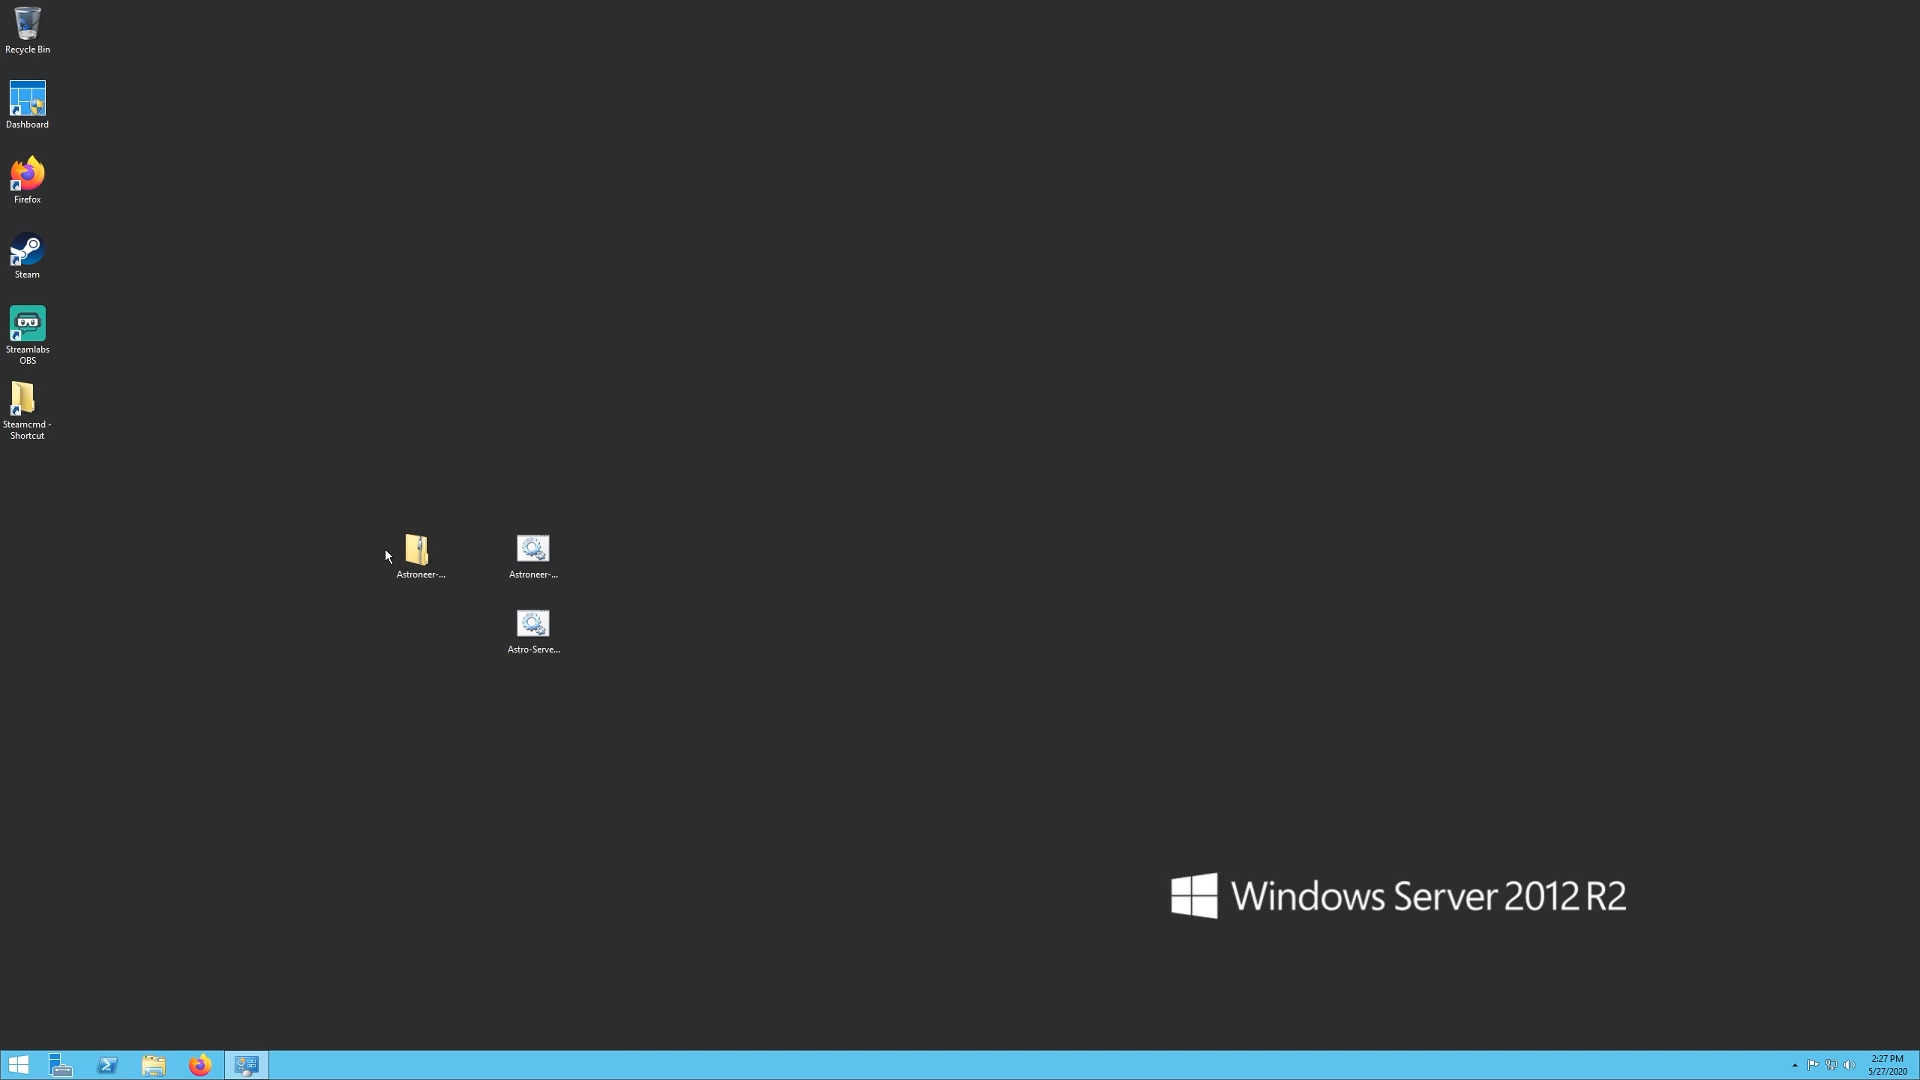 Recycle Bin
Dashboard
Firefox
Steam
Streamlabs
OBS
Steamcmd -
Shortcut
Astroneer-...
Astroneer-...
Astro-Serve...
Windows Server 2012 R2
2:27 PM
5/27/2020